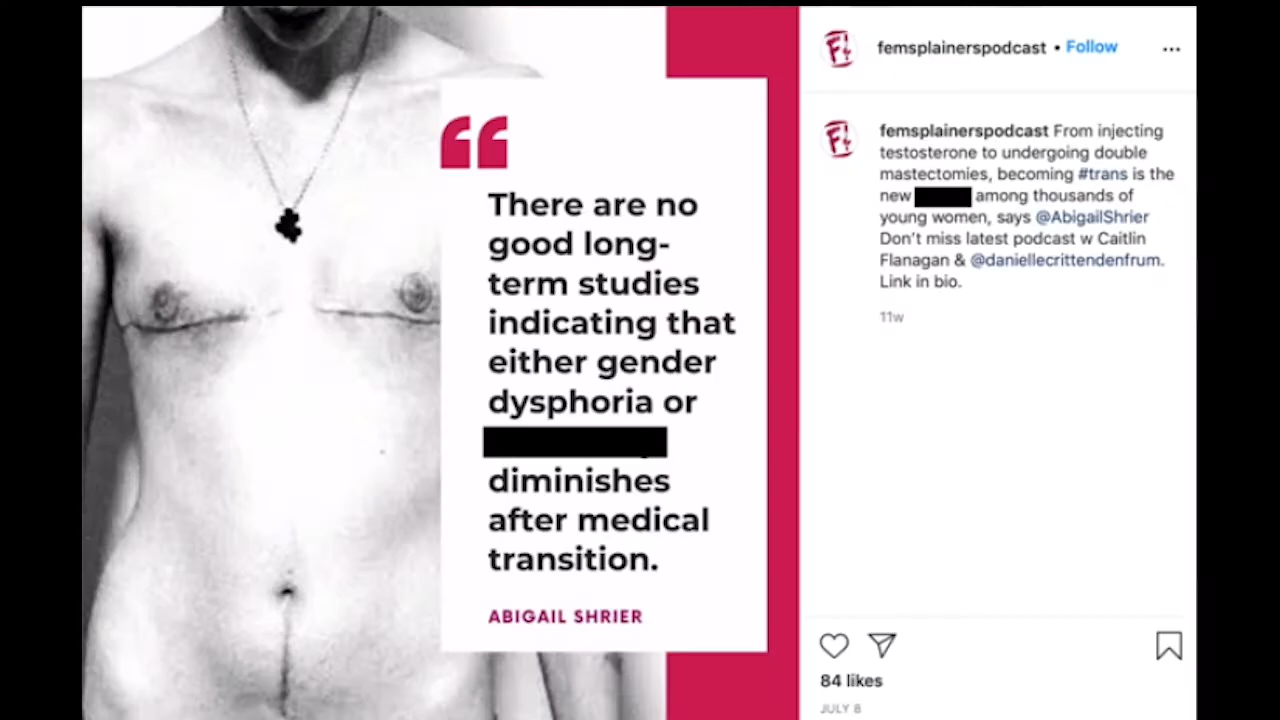 “
There are no
good long-
term studies
indicating that
either gender
dysphoria or
diminishes
after medical
transition.
ABIGAIL SHRIER
F!
femsplainerspodcast • Follow
femsplainerspodcast From injecting
testosterone to undergoing double
mastectomies, becoming #trans is the
new among thousands of
young women, says @AbigailShrier
Don't miss latest podcast w Caitlin
Flanagan & @daniellecrittendenfrum.
Link in bio.
11w
84 likes
JULY 8